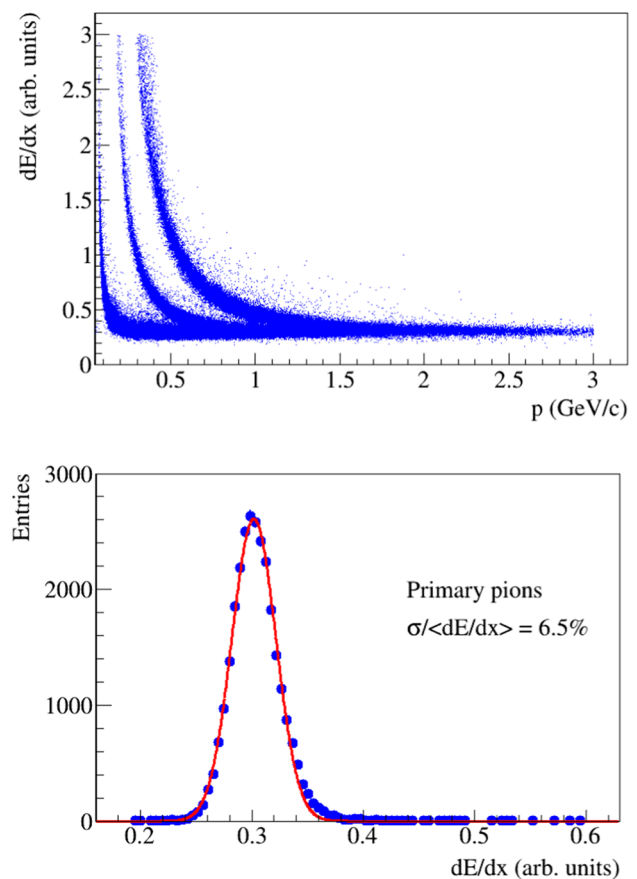 dE/dx (arb. units)
3
2.5
2
1.5
1
0.5
0
0.5 1 1.5 2 2.5 3
p (GeV/c)
Entries
3000
2000
1000
0
Primary pions
σ/<dE/dx> = 6.5%
0.2 0.3 0.4 0.5 0.6
dE/dx (arb. units)